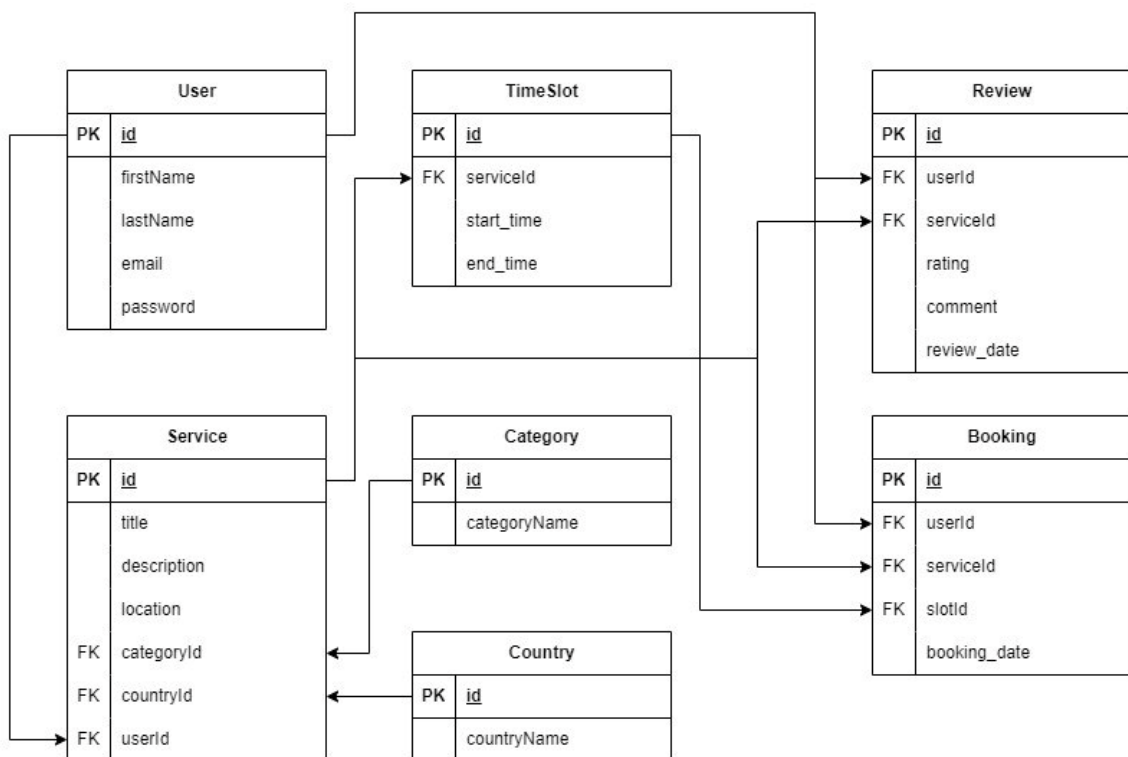 User
PK id
firstName
lastName
email
password
TimeSlot
PK id
FK serviceId
start_time
end_time
Review
PK id
FK userId
FK serviceId
rating
comment
review_date
Service
PK id
title
description
location
FK categoryId
FK countryId
FK userId
Category
PK id
categoryName
Country
PK id
countryName
Booking
PK id
FK userId
FK serviceId
FK slotId
booking_date